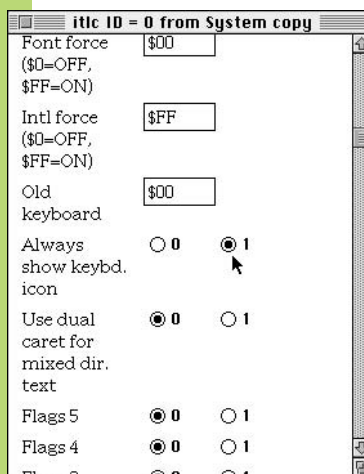 itlc ID = 0 from System copy
Font force $00
($0=OFF,
$FF=ON)
Intl force $FF
($0=OFF,
$FF=ON)
Old $00
keyboard
Always 0 1
show keybd.
icon
Use dual 0 1
caret for
mixed dir.
text
Flags 5 0 1
Flags 4 0 1